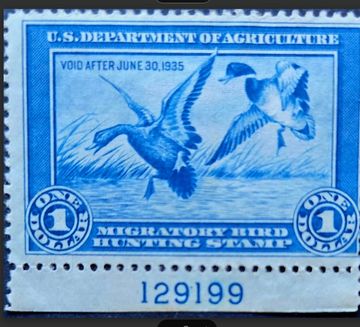 U.S. DEPARTMENT OF AGRICULTURE
VOID AFTER JUNE 30, 1935
ONE
1
DOLLAR
ONE
1
DOLLAR
MIGRATORY BIRD
HUNTING STAMP
129199